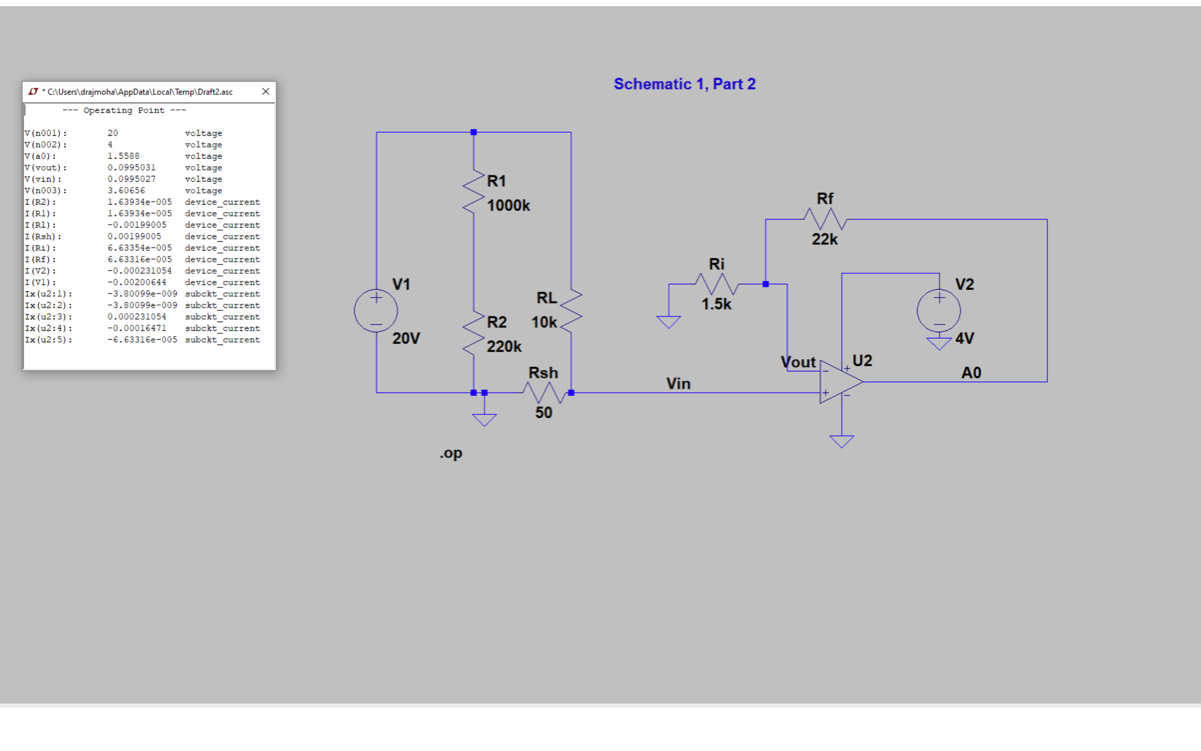 * C:\Users\drajmoha\AppData\Local\Temp\Draft2.asc
--- Operating Point ---
V(n001): 20 voltage
V(n002): 4 voltage
V(a0): 1.5588 voltage
V(vout): 0.0995031 voltage
V(vin): 0.0995027 voltage
V(n003): 3.60656 voltage
I(R2): 1.63934e-005 device_current
I(R1): 1.63934e-005 device_current
I(Rl): -0.00199005 device_current
I(Rsh): 0.00199005 device_current
I(Ri): 6.63354e-005 device_current
I(Rf): 6.63316e-005 device_current
I(V2): -0.000231054 device_current
I(V1): -0.00200644 device_current
Ix(u2:1): -3.80099e-009 subckt_current
Ix(u2:2): -3.80099e-009 subckt_current
Ix(u2:3): 0.000231054 subckt_current
Ix(u2:4): -0.00016471 subckt_current
Ix(u2:5): -6.63316e-005 subckt_current
Schematic 1, Part 2
R1
1000k
Rf
22k
Ri
1.5k
V1
20V
RL
10k
R2
220k
Rsh
50
Vin
Vout
U2
V2
4V
A0
.op